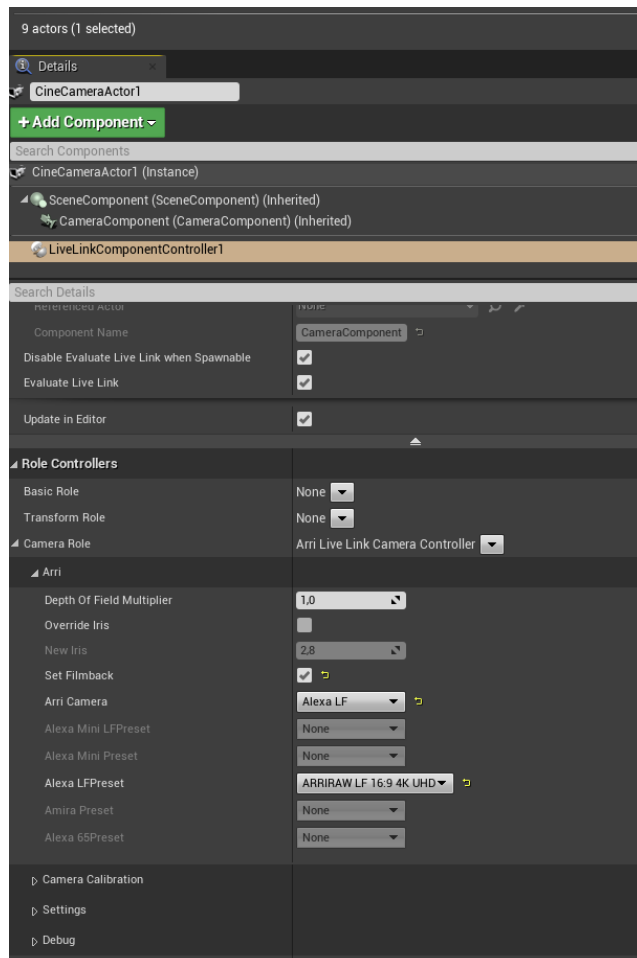 9 actors (1 selected)
Details
CineCameraActor1
+Add Component
Search Components
CineCameraActor1 (Instance)
SceneComponent (SceneComponent) (Inherited)
CameraComponent (CameraComponent) (Inherited)
LiveLinkComponentController1
Search Details
Referenced Actor None
Component Name CameraComponent
Disable Evaluate Live Link when Spawnable
Evaluate Live Link
Update in Editor
Role Controllers
Basic Role None
Transform Role None
Camera Role Arri Live Link Camera Controller
Arri
Depth Of Field Multiplier 1,0
Override Iris
New Iris 2,8
Set Filmback
Arri Camera Alexa LF
Alexa Mini LFPreset None
Alexa Mini Preset None
Alexa LFPreset ARRIRAW LF 16:9 4K UHD
Amira Preset None
Alexa 65Preset None
Camera Calibration
Settings
Debug